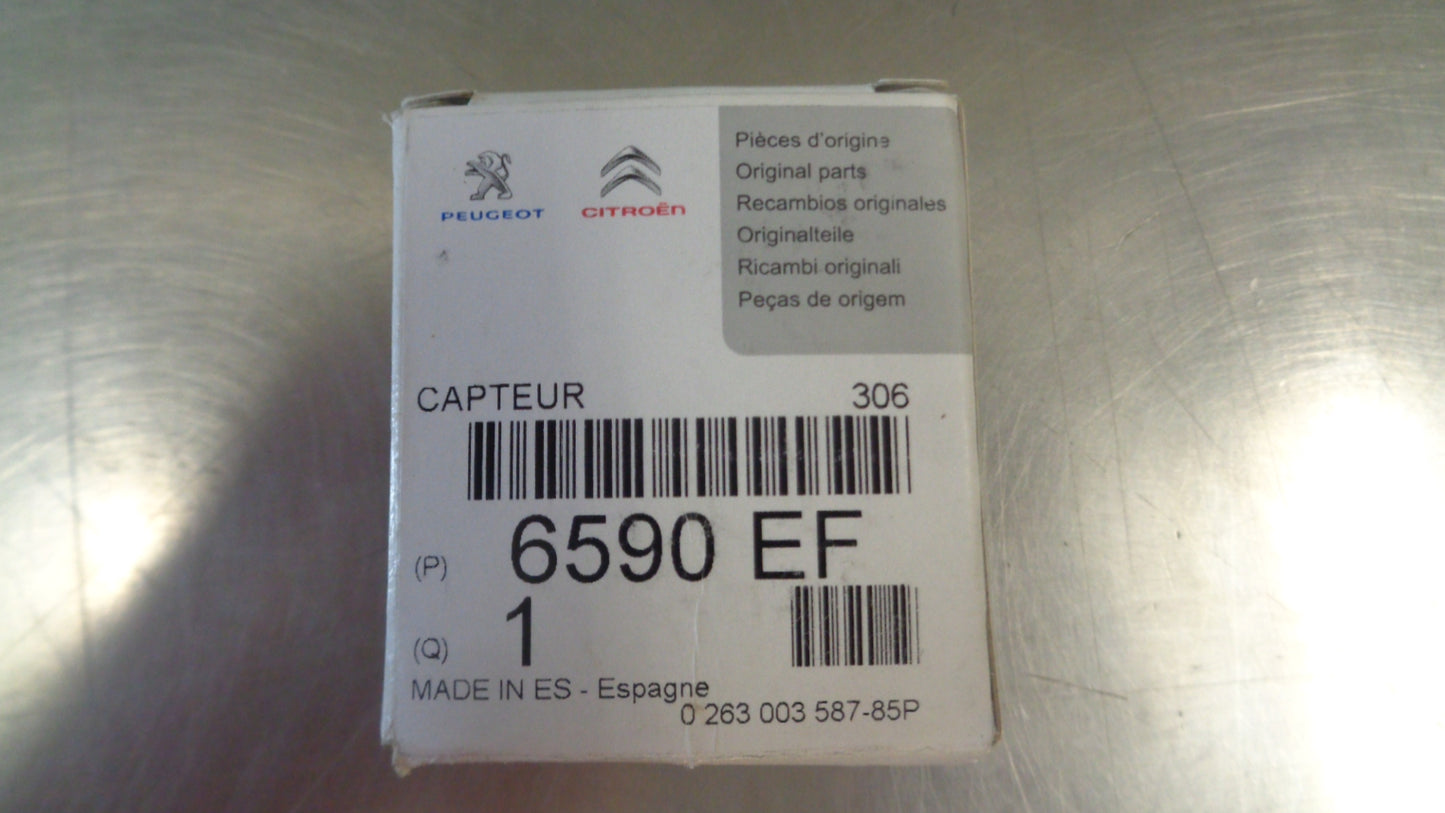 PEUGEOT CITROËN
Pièces d'origine
Original parts
Recambios originales
Originalteile
Ricambi originali
Peças de origem
CAPTEUR 306
(P) 6590 EF
(Q) 1
MADE IN ES - Espagne
0 263 003 587-85P